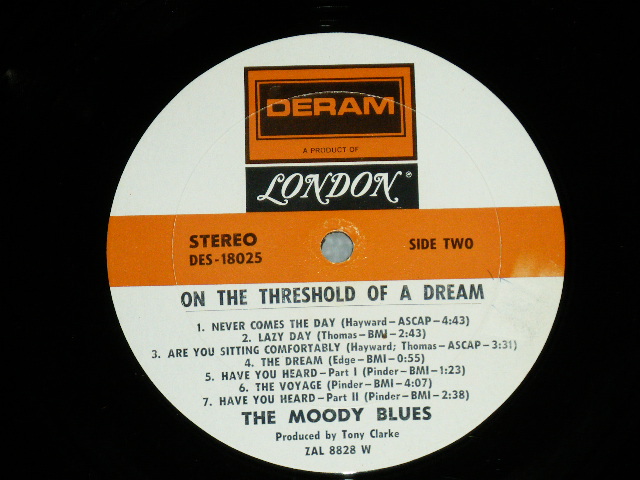 DERAM
A PRODUCT OF
LONDON®
STEREO
DES-18025
SIDE TWO
ON THE THRESHOLD OF A DREAM
1. NEVER COMES THE DAY (Hayward-ASCAP-4:43)
2. LAZY DAY (Thomas-BMI-2:43)
3. ARE YOU SITTING COMFORTABLY (Hayward; Thomas-ASCAP-3:31)
4. THE DREAM (Edge-BMI-0:55)
5. HAVE YOU HEARD-Part I (Pinder-BMI-1:23)
6. THE VOYAGE (Pinder-BMI-4:07)
7. HAVE YOU HEARD-Part II (Pinder-BMI-2:38)
THE MOODY BLUES
Produced by Tony Clarke
ZAL 8828 W